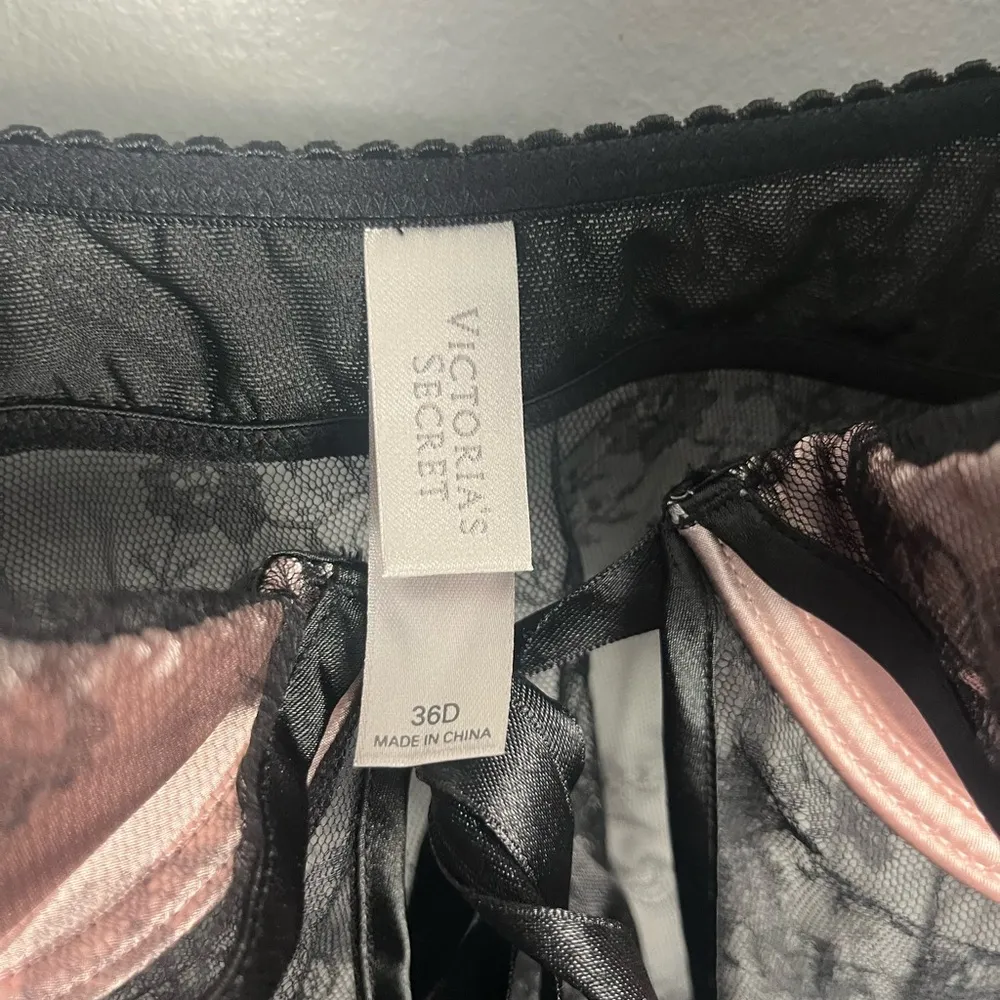 VICTORIA'S
SECRET
36D
MADE IN CHINA